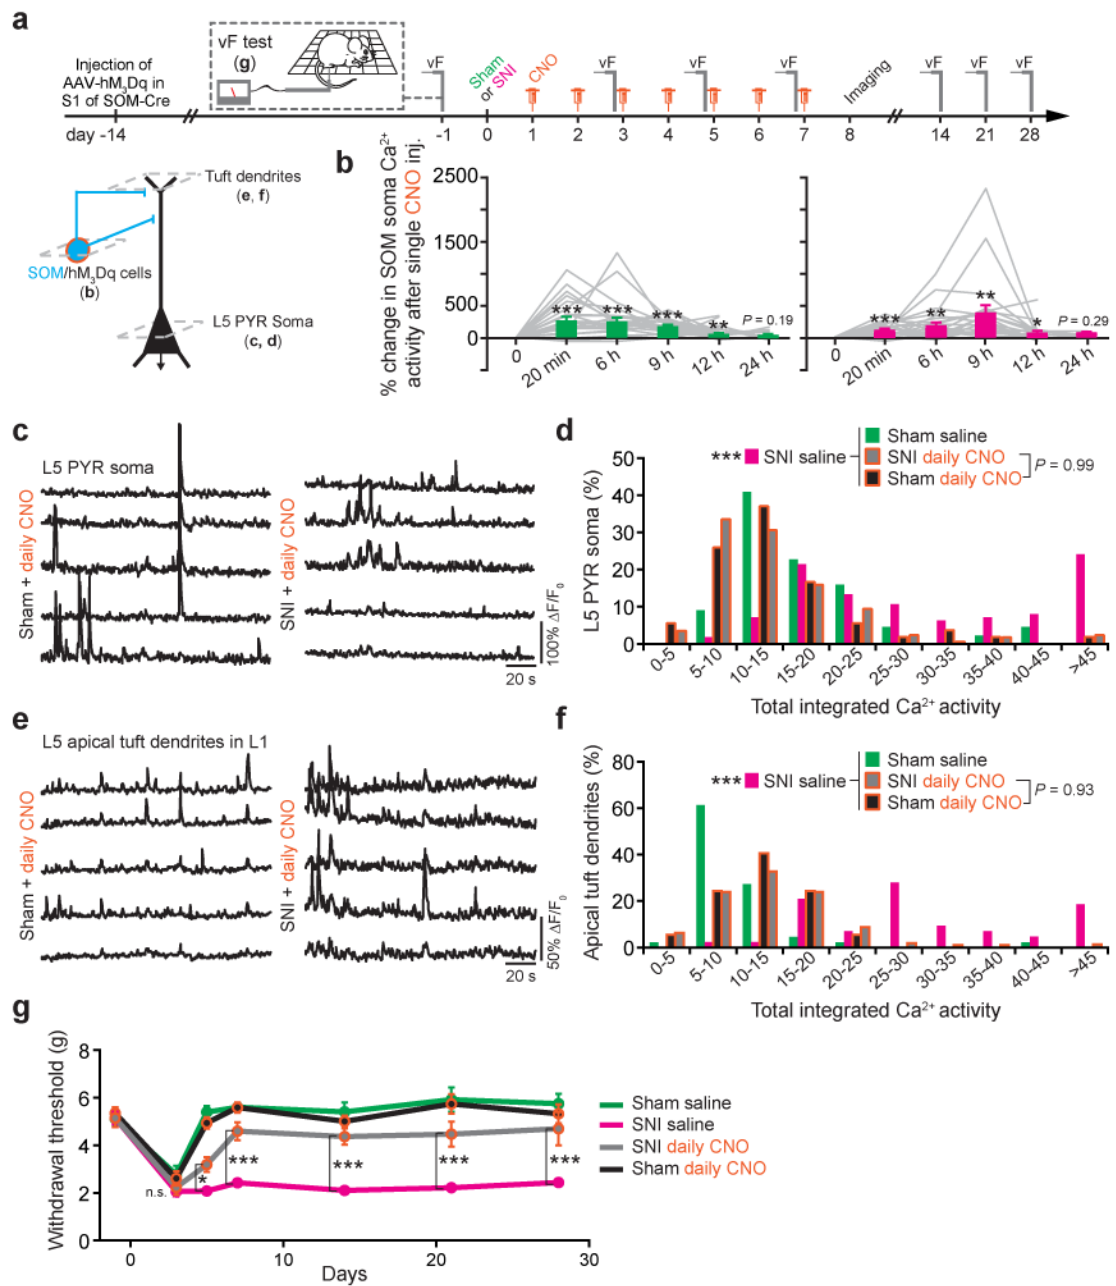 a
vF test
(g)
Injection of
AAV-hM3Dq in
S1 of SOM-Cre
vF
Sham
or SNI
CNO
vF
vF
vF
Imaging
vF
vF
vF
day -14
-1
0
1
2
3
4
5
6
7
8
14
21
28
Tuft dendrites
(e, f)
SOM/hM3Dq cells
(b)
L5 PYR Soma
(c, d)
b
% change in SOM soma Ca2+
activity after single CNO inj.
2500
1500
500
0
***
***
***
**
P = 0.19
0
20 min
6 h
9 h
12 h
24 h
***
**
**
*
P = 0.29
0
20 min
6 h
9 h
12 h
24 h
c
L5 PYR soma
Sham + daily CNO
SNI + daily CNO
100% ΔF/F0
20 s
d
Sham saline
*** SNI saline
SNI daily CNO
Sham daily CNO
P = 0.99
L5 PYR soma (%)
50
40
30
20
10
0
0-5
5-10
10-15
15-20
20-25
25-30
30-35
35-40
40-45
>45
Total integrated Ca2+ activity
e
L5 apical tuft dendrites in L1
Sham + daily CNO
SNI + daily CNO
50% ΔF/F0
20 s
f
Sham saline
*** SNI saline
SNI daily CNO
Sham daily CNO
P = 0.93
Apical tuft dendrites (%)
80
60
40
20
0
0-5
5-10
10-15
15-20
20-25
25-30
30-35
35-40
40-45
>45
Total integrated Ca2+ activity
g
Withdrawal threshold (g)
8
6
4
2
0
n.s.
*
***
***
***
***
0
10
20
30
Days
Sham saline
SNI saline
SNI daily CNO
Sham daily CNO